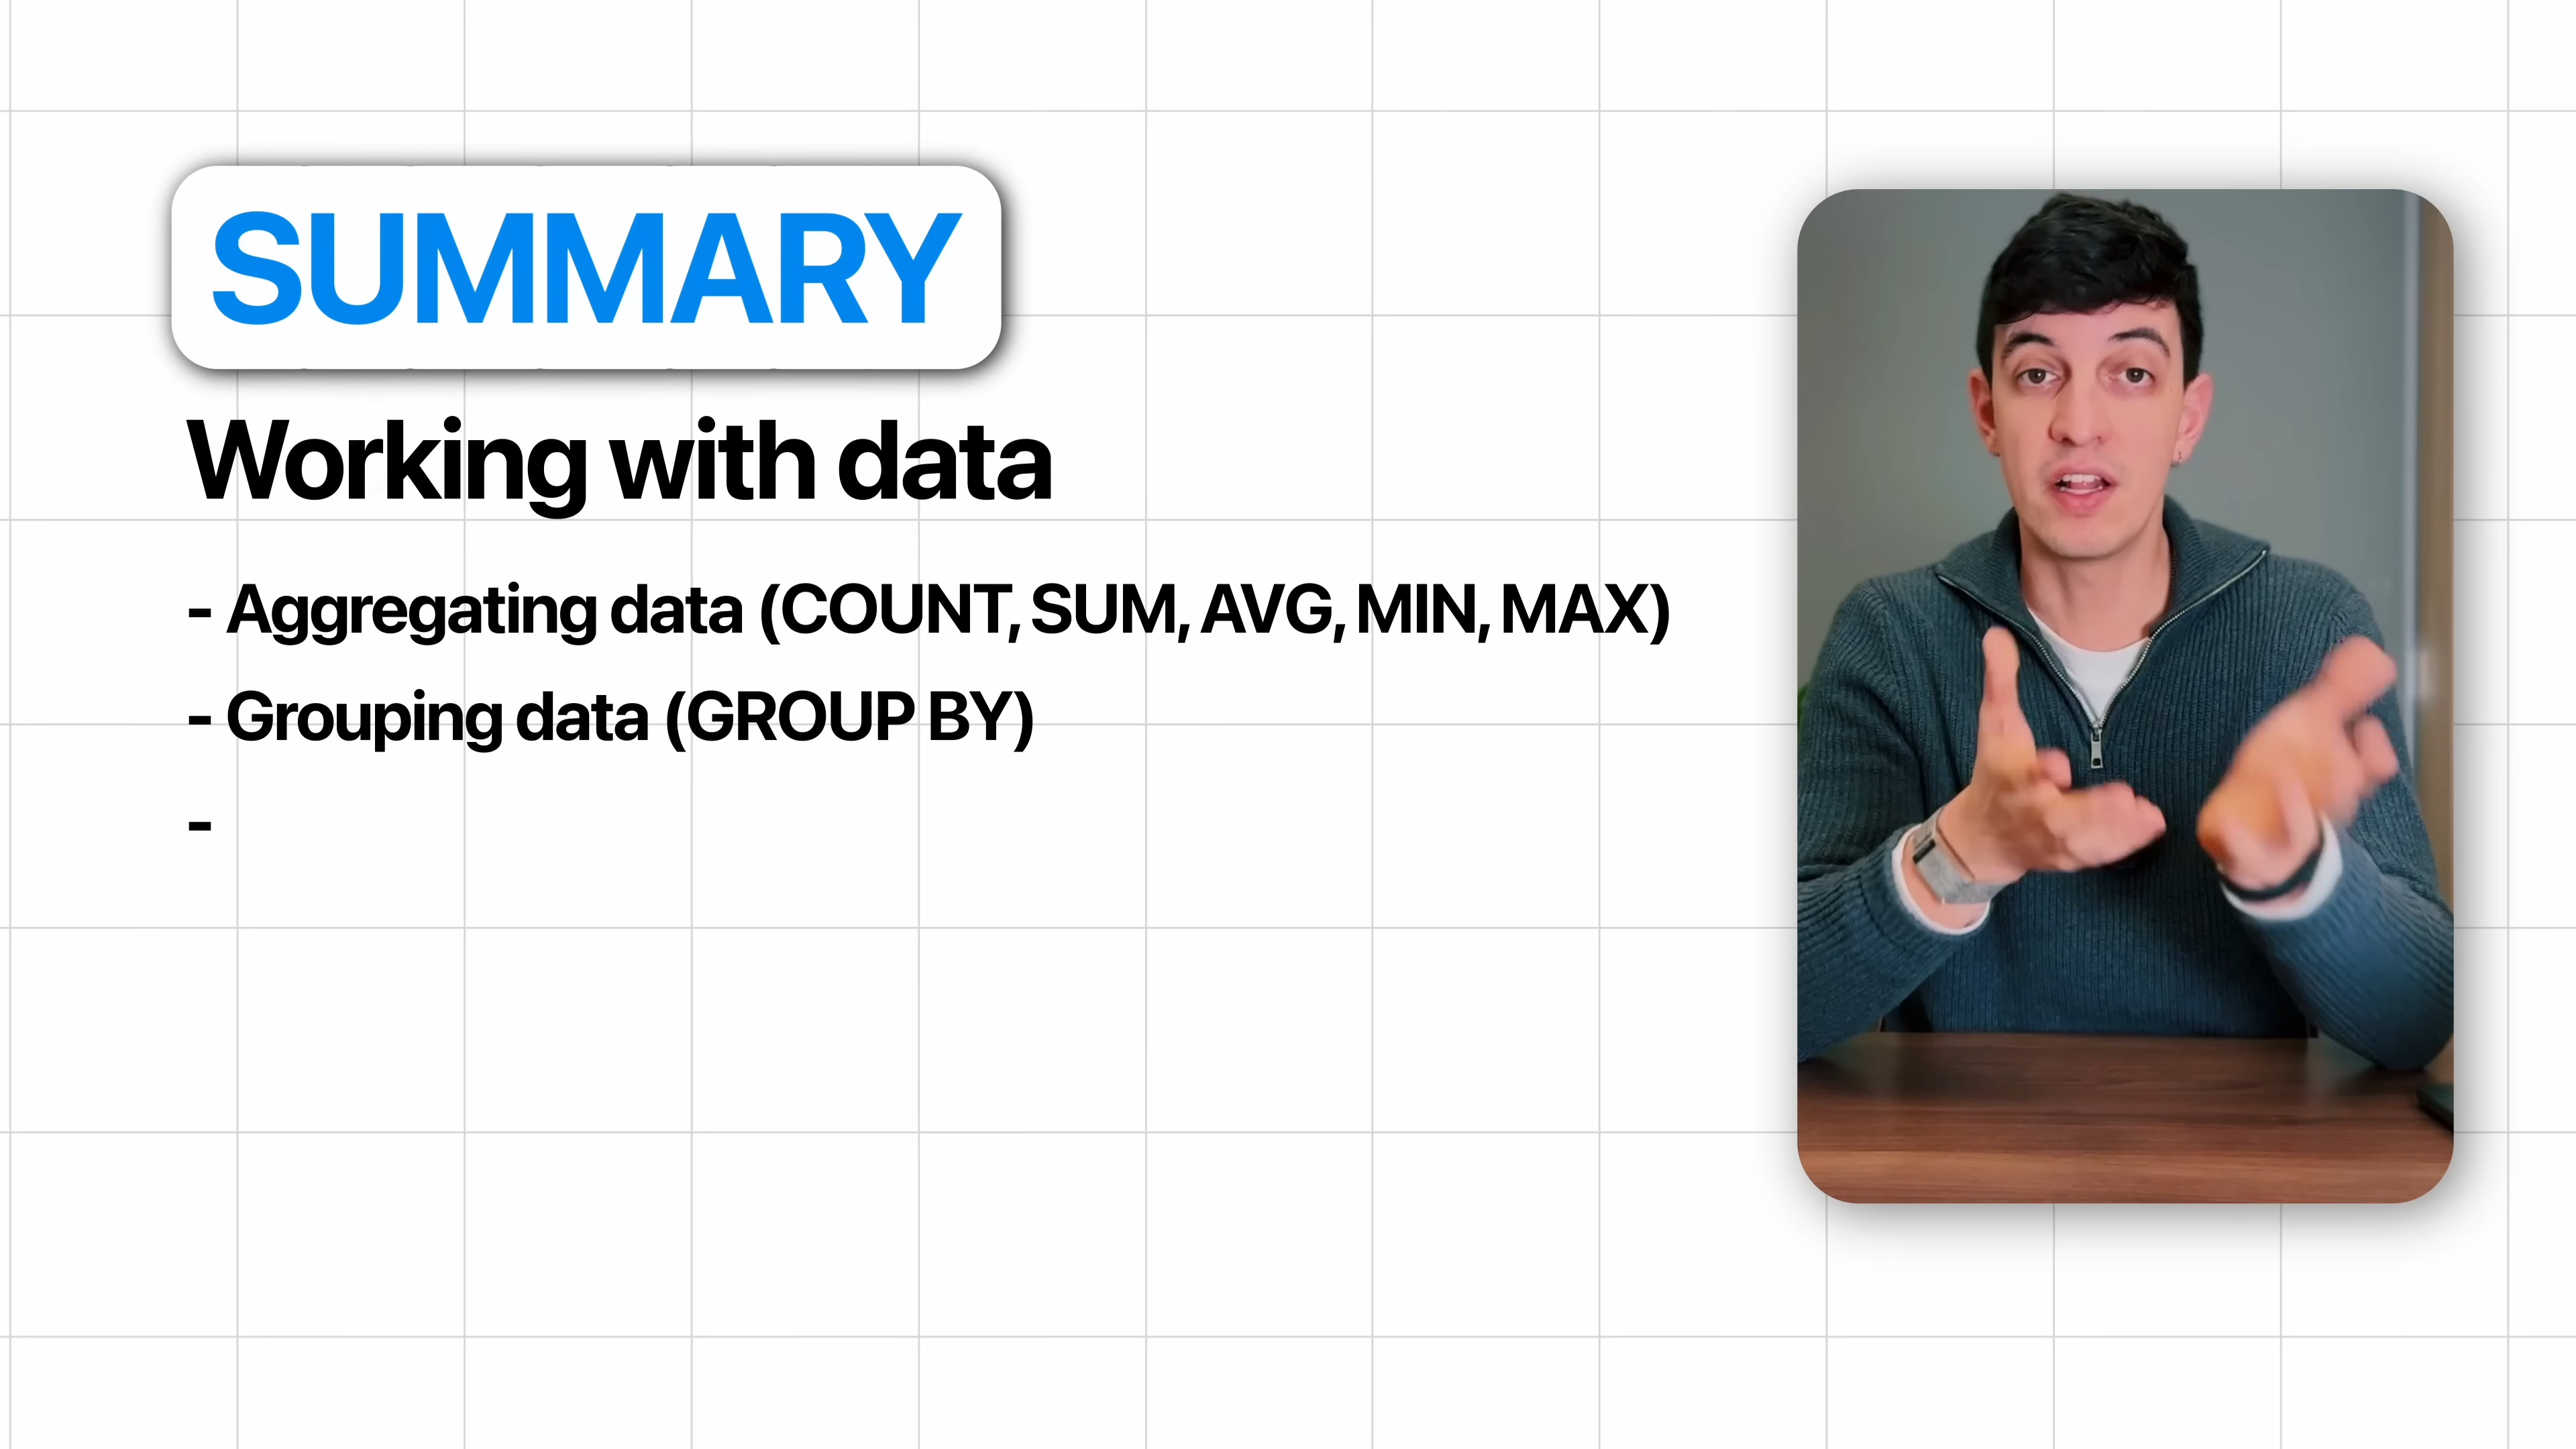 SUMMARY
Working with data
- Aggregating data (COUNT, SUM, AVG, MIN, MAX)
- Grouping data (GROUP BY)
-